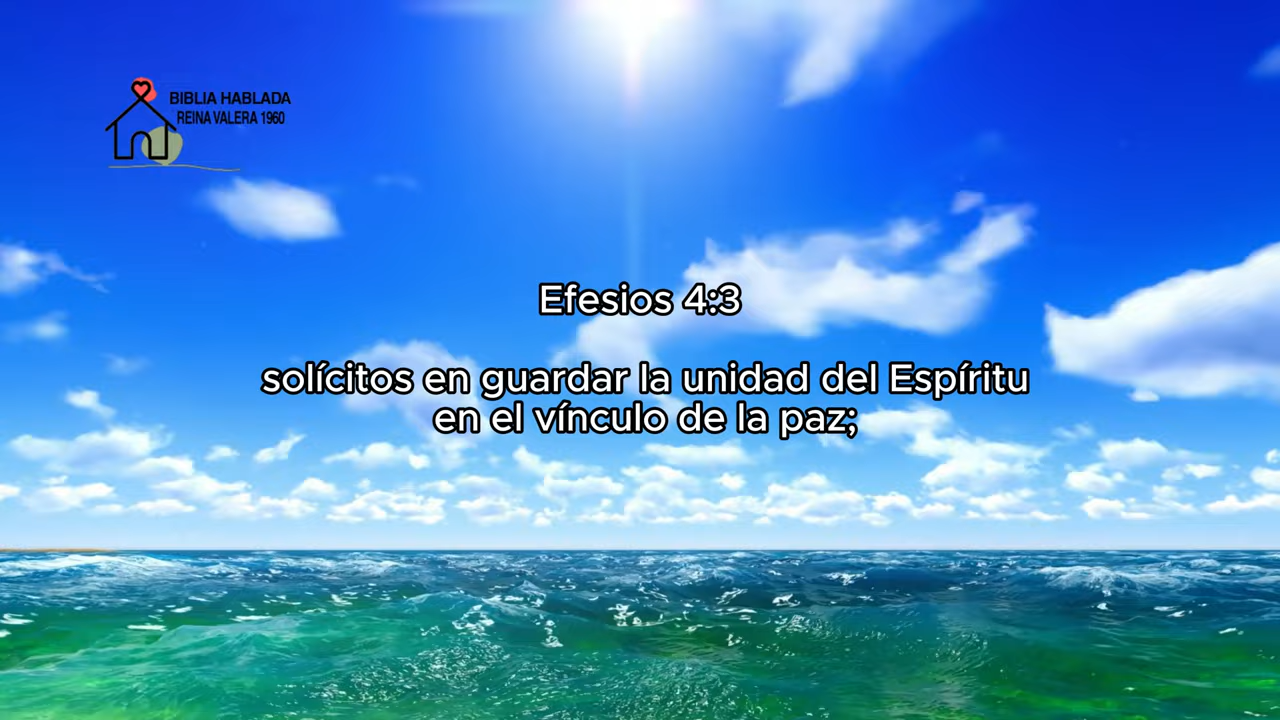 BIBLIA HABLADA
REINA VALERA 1960
Efesios 4:3
solícitos en guardar la unidad del Espíritu
en el vínculo de la paz;